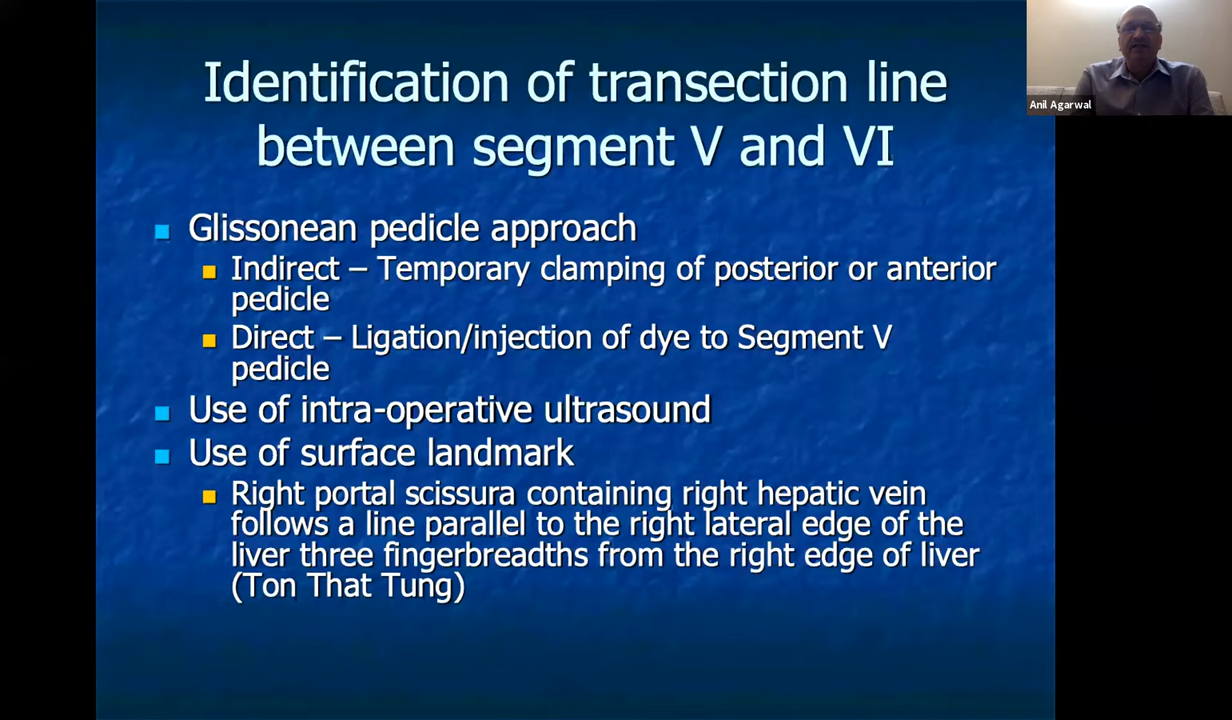 Identification of transection line
between segment V and VI
Glissonean pedicle approach
Indirect – Temporary clamping of posterior or anterior
pedicle
Direct – Ligation/injection of dye to Segment V
pedicle
Use of intra-operative ultrasound
Use of surface landmark
Right portal scissura containing right hepatic vein
follows a line parallel to the right lateral edge of the
liver three fingerbreadths from the right edge of liver
(Ton That Tung)
Anil Agarwal